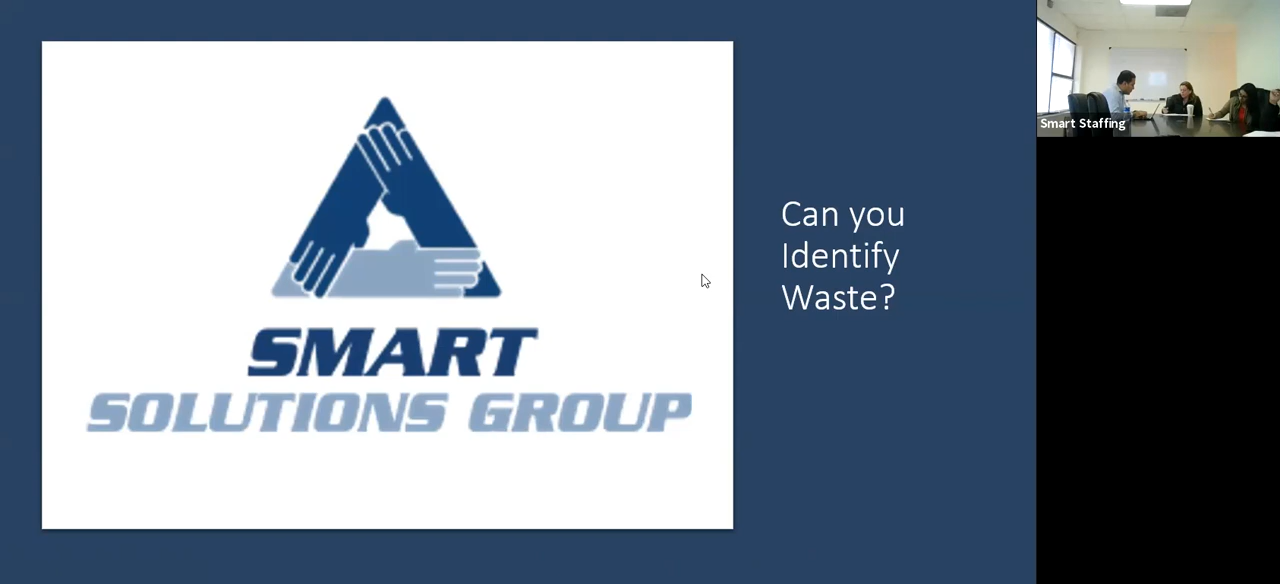 SMART
SOLUTIONS GROUP
Can you
Identify
Waste?
Smart Staffing